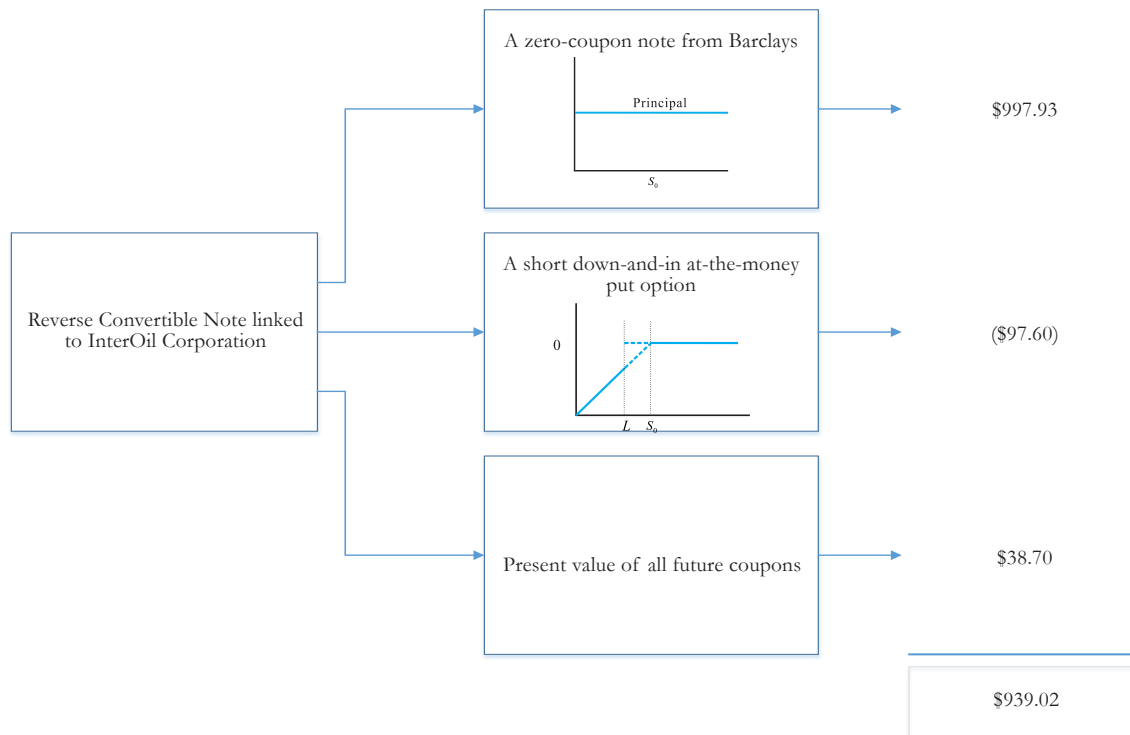 A zero-coupon note from Barclays
Principal
S₀
$997.93
Reverse Convertible Note linked
to InterOil Corporation
A short down-and-in at-the-money
put option
0
L S₀
($97.60)
Present value of all future coupons
$38.70
$939.02